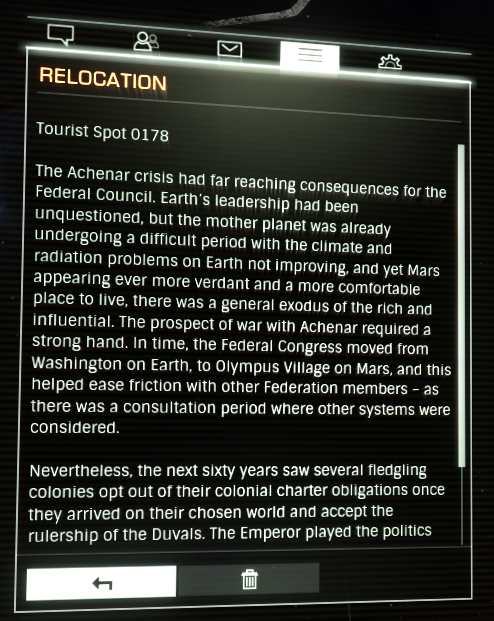 RELOCATION
Tourist Spot 0178
The Achenar crisis had far reaching consequences for the
Federal Council. Earth's leadership had been
unquestioned, but the mother planet was already
undergoing a difficult period with the climate and
radiation problems on Earth not improving, and yet Mars
appearing ever more verdant and a more comfortable
place to live, there was a general exodus of the rich and
influential. The prospect of war with Achenar required a
strong hand. In time, the Federal Congress moved from
Washington on Earth, to Olympus Village on Mars, and this
helped ease friction with other Federation members – as
there was a consultation period where other systems were
considered.
Nevertheless, the next sixty years saw several fledgling
colonies opt out of their colonial charter obligations once
they arrived on their chosen world and accept the
rulership of the Duvals. The Emperor played the politics